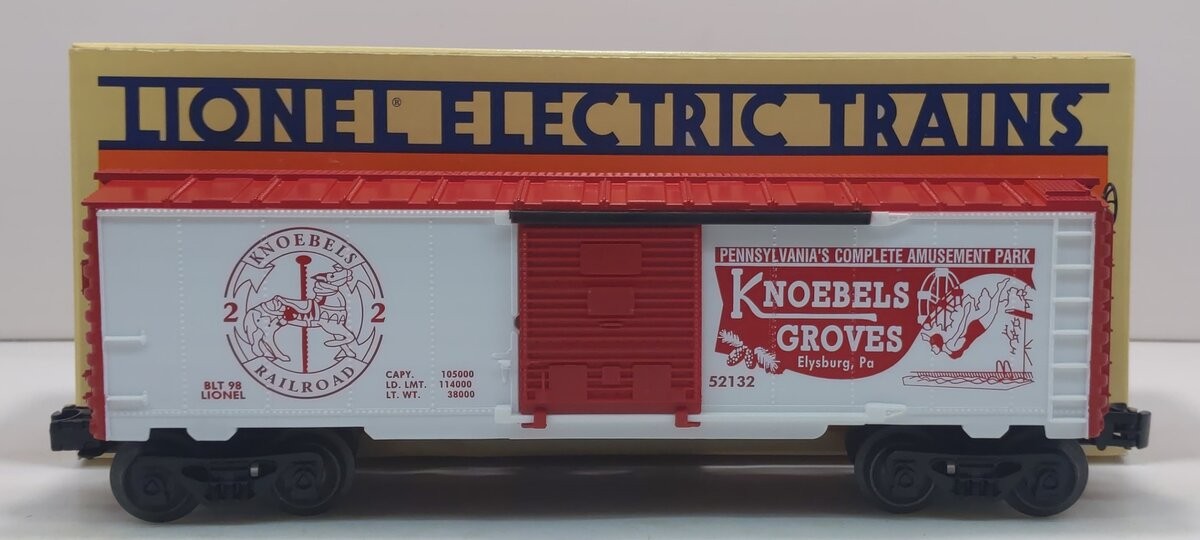 LIONEL® ELECTRIC TRAINS
KNOEBELS
2 2
RAILROAD
BLT 98
LIONEL
CAPY. 105000
LD. LMT. 114000
LT. WT. 38000
PENNSYLVANIA'S COMPLETE AMUSEMENT PARK
KNOEBELS
GROVES
Elysburg, Pa
52132